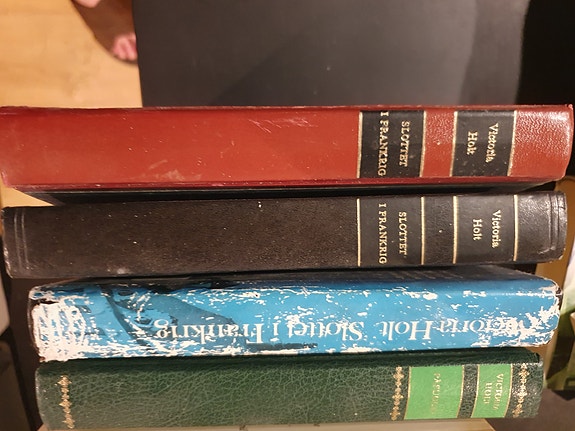 Victoria
Holt
SLOTTET
I FRANKRIG
Victoria
Holt
SLOTTET
I FRANKRIG
Victoria Holt Slottet i Frankrig
VICTORIA
HOLT